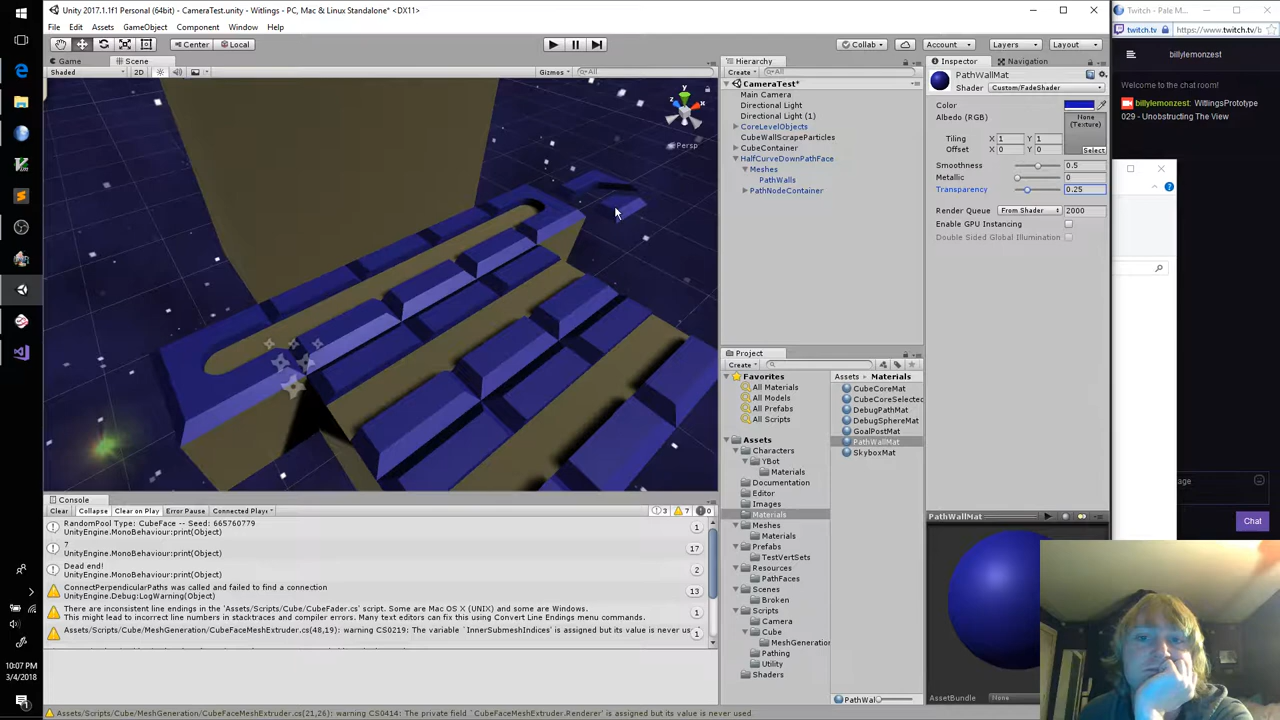 Unity 2017.1.1f1 Personal (64bit) - CameraTest.unity - Witlings - PC, Mac & Linux Standalone* <DX11>
File Edit Assets GameObject Component Window Help
Center Local
Collab Account Layers Layout
Game Scene
Shaded 2D Gizmos All
y
Persp
Hierarchy
Create All
CameraTest*
Main Camera
Directional Light
Directional Light (1)
CoreLevelObjects
CubeWallScrapeParticles
CubeContainer
HalfCurveDownPathFace
Meshes
PathWalls
PathNodeContainer
Inspector Navigation
PathWallMat
Shader Custom/FadeShader
Color
Albedo (RGB)
None
(Texture)
Select
Tiling X 1 Y 1
Offset X 0 Y 0
Smoothness 0.5
Metallic 0
Transparency 0.25
Render Queue From Shader 2000
Enable GPU Instancing
Double Sided Global Illumination
Project
Create
Favorites
All Materials
All Models
All Prefabs
All Scripts
Assets
Characters
YBot
Materials
Documentation
Editor
Images
Materials
Meshes
Materials
Prefabs
TestVertSets
Resources
PathFaces
Scenes
Broken
Scripts
Camera
Cube
MeshGeneration
Pathing
Utility
Shaders
Assets Materials
CubeCoreMat
CubeCoreSelected
DebugPathMat
DebugSphereMat
GoalPostMat
PathWallMat
SkyboxMat
PathWal
PathWallMat
AssetBundle None
Console
Clear Collapse Clear on Play Error Pause Connected Play 3 7 0
RandomPool Type: CubeFace -- Seed: 665760779
UnityEngine.MonoBehaviour:print(Object)
1
7
UnityEngine.MonoBehaviour:print(Object)
17
Dead end!
UnityEngine.MonoBehaviour:print(Object)
2
ConnectPerpendicularPaths was called and failed to find a connection
UnityEngine.Debug:LogWarning(Object)
13
There are inconsistent line endings in the 'Assets/Scripts/Cube/CubeFader.cs' script. Some are Mac OS X (UNIX) and some are Windows.
This might lead to incorrect line numbers in stacktraces and compiler errors. Many text editors can fix this using Convert Line Endings menu commands.
1
Assets/Scripts/Cube/MeshGeneration/CubeFaceMeshExtruder.cs(48,19): warning CS0219: The variable `InnerSubmeshIndices' is assigned but its value is never us
1
Assets/Scripts/Cube/MeshGeneration/CubeFaceMeshExtruder.cs(21,26): warning CS0414: The private field `CubeFaceMeshExtruder.Renderer' is assigned but its value is never used
10:07 PM
3/4/2018
Twitch - Pale M
twitch.tv https://www.twitch.tv/b
billylemonzest
Welcome to the chat room!
billylemonzest: WitlingsPrototype
029 - Unobstructing The View
age
Chat